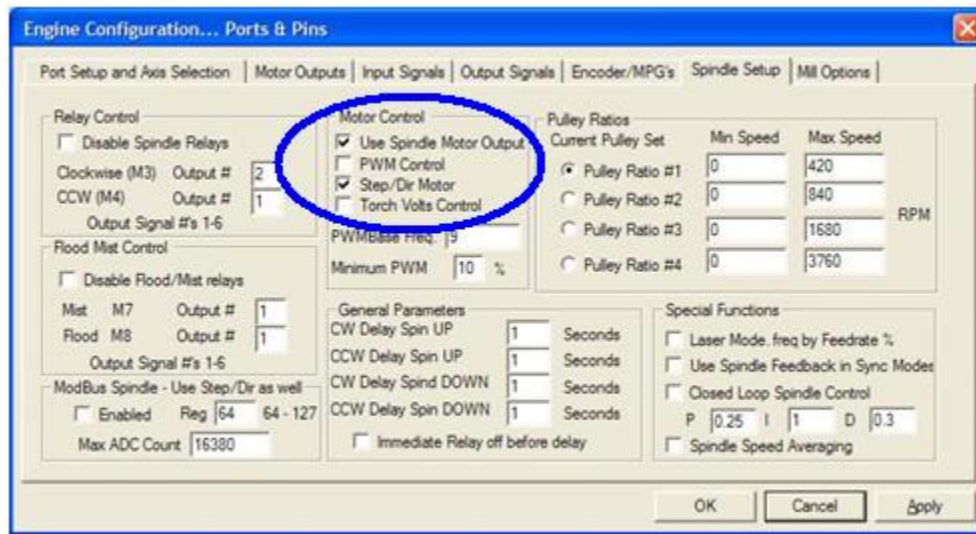 Engine Configuration... Ports & Pins
Port Setup and Axis Selection
Motor Outputs
Input Signals
Output Signals
Encoder/MPG's
Spindle Setup
Mill Options
Relay Control
Disable Spindle Relays
Clockwise (M3) Output # 2
CCW (M4) Output # 1
Output Signal #'s 1-6
Flood Mist Control
Disable Flood/Mist relays
Mist M7 Output # 1
Flood M8 Output # 1
Output Signal #'s 1-6
ModBus Spindle - Use Step/Dir as well
Enabled Reg 64 64 - 127
Max ADC Count 16380
Motor Control
Use Spindle Motor Output
PWM Control
Step/Dir Motor
Torch Volts Control
PWMBase Freq. 9
Minimum PWM 10 %
General Parameters
CW Delay Spin UP 1 Seconds
CCW Delay Spin UP 1 Seconds
CW Delay Spind DOWN 1 Seconds
CCW Delay Spin DOWN 1 Seconds
Immediate Relay off before delay
Pulley Ratios
Current Pulley Set Min Speed Max Speed
Pulley Ratio #1 0 420
Pulley Ratio #2 0 840
Pulley Ratio #3 0 1680
Pulley Ratio #4 0 3760
RPM
Special Functions
Laser Mode. freq by Feedrate %
Use Spindle Feedback in Sync Modes
Closed Loop Spindle Control
P 0.25 I 1 D 0.3
Spindle Speed Averaging
OK
Cancel
Apply